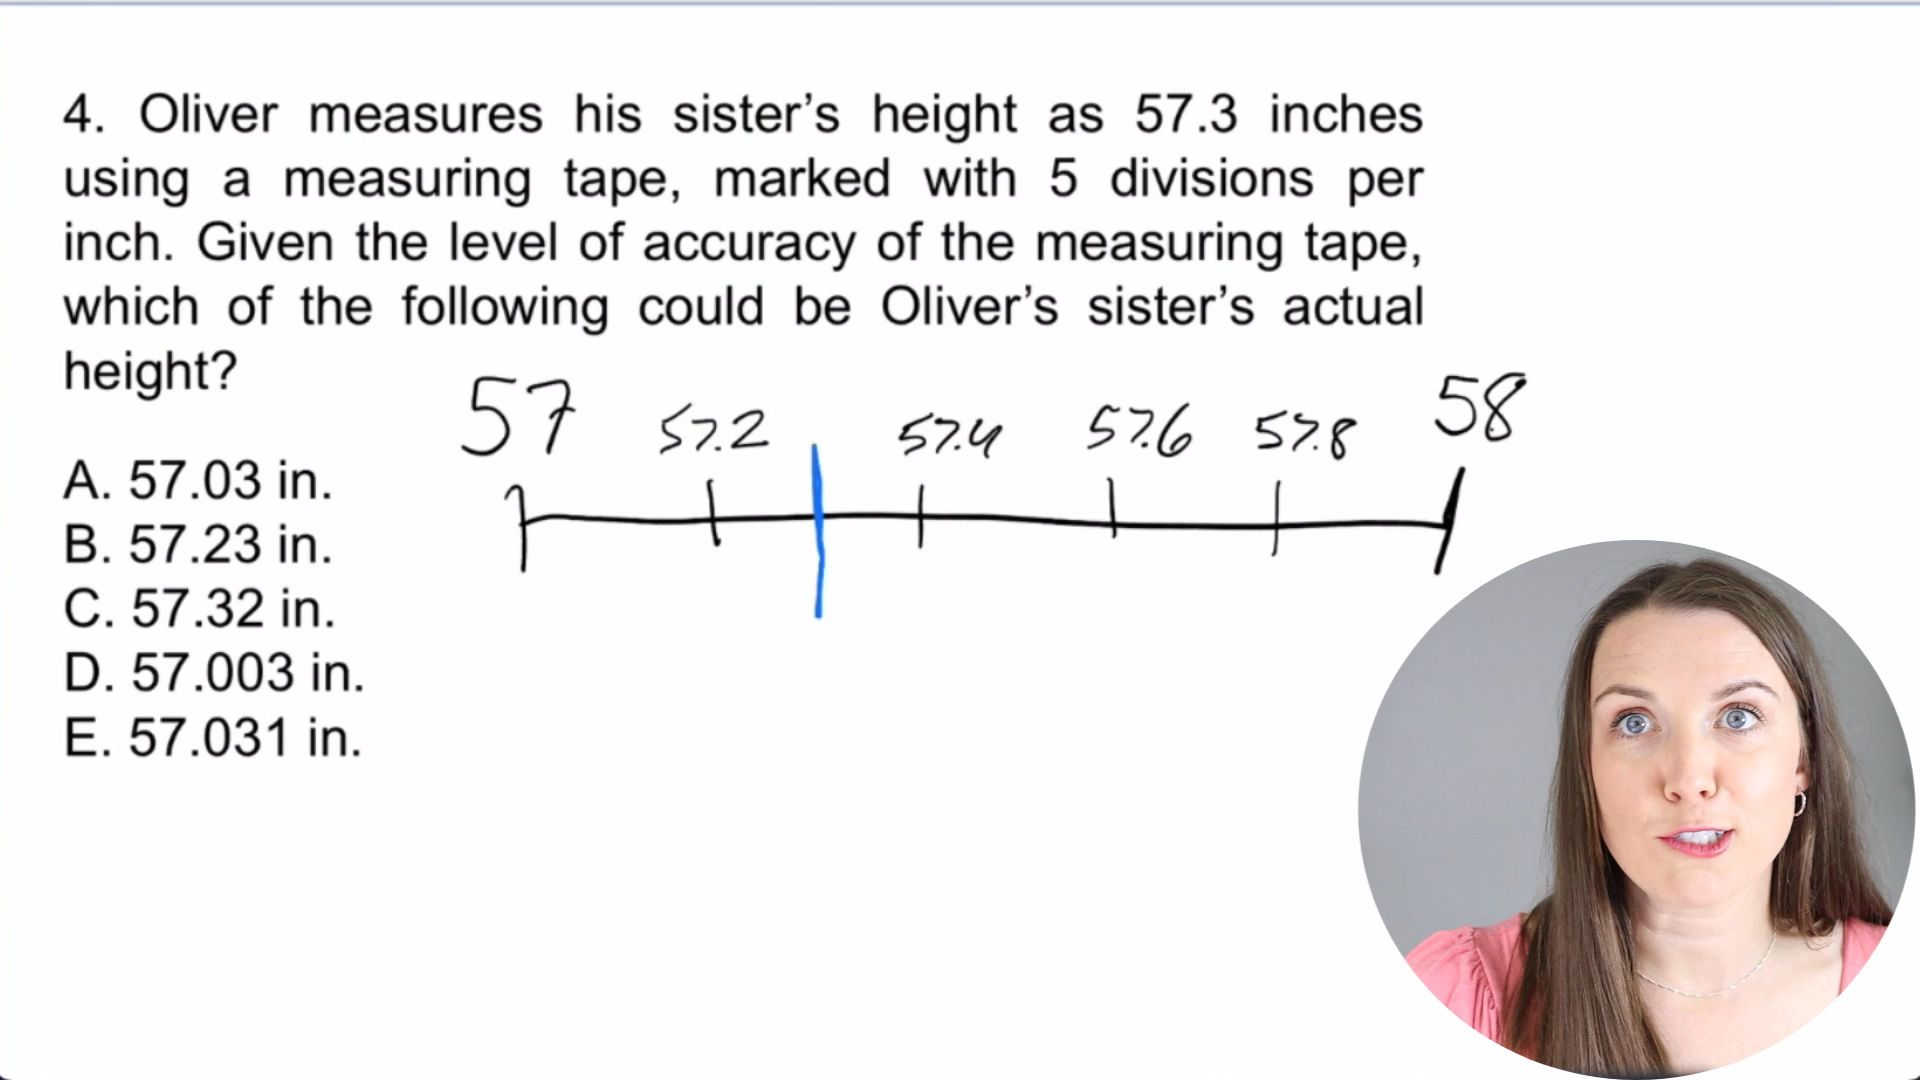 4. Oliver measures his sister's height as 57.3 inches
using a measuring tape, marked with 5 divisions per
inch. Given the level of accuracy of the measuring tape,
which of the following could be Oliver's sister's actual
height?
57 57.2 57.4 57.6 57.8 58
A. 57.03 in.
B. 57.23 in.
C. 57.32 in.
D. 57.003 in.
E. 57.031 in.